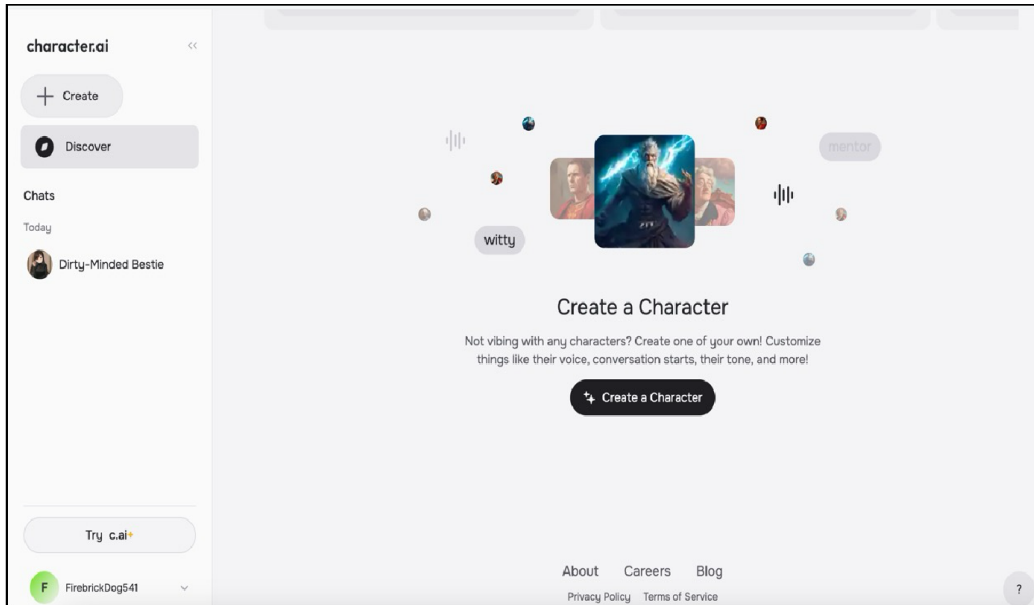 character.ai
Create
Discover
Chats
Today
Dirty-Minded Bestie
Try c.ai+
F FirebrickDog541
mentor
witty
Create a Character
Not vibing with any characters? Create one of your own! Customize
things like their voice, conversation starts, their tone, and more!
Create a Character
About Careers Blog
Privacy Policy Terms of Service
?